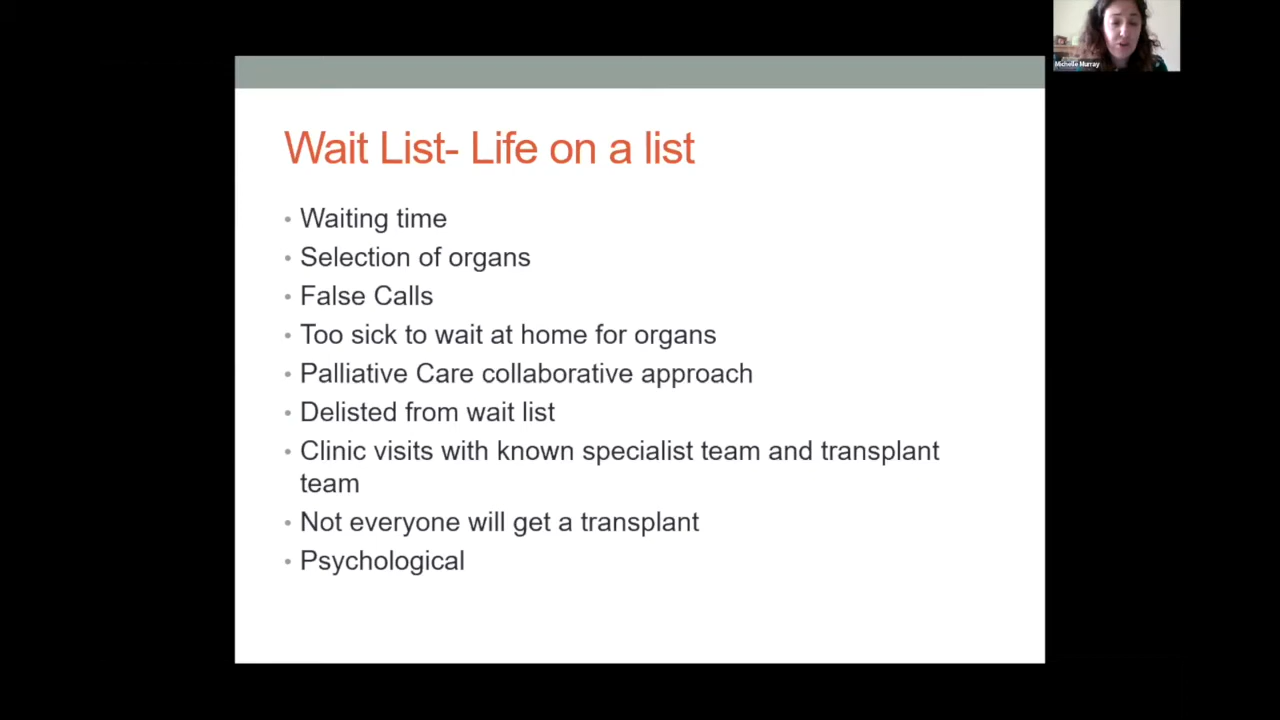 Michelle Murray
Wait List- Life on a list
• Waiting time
• Selection of organs
• False Calls
• Too sick to wait at home for organs
• Palliative Care collaborative approach
• Delisted from wait list
• Clinic visits with known specialist team and transplant
team
• Not everyone will get a transplant
• Psychological